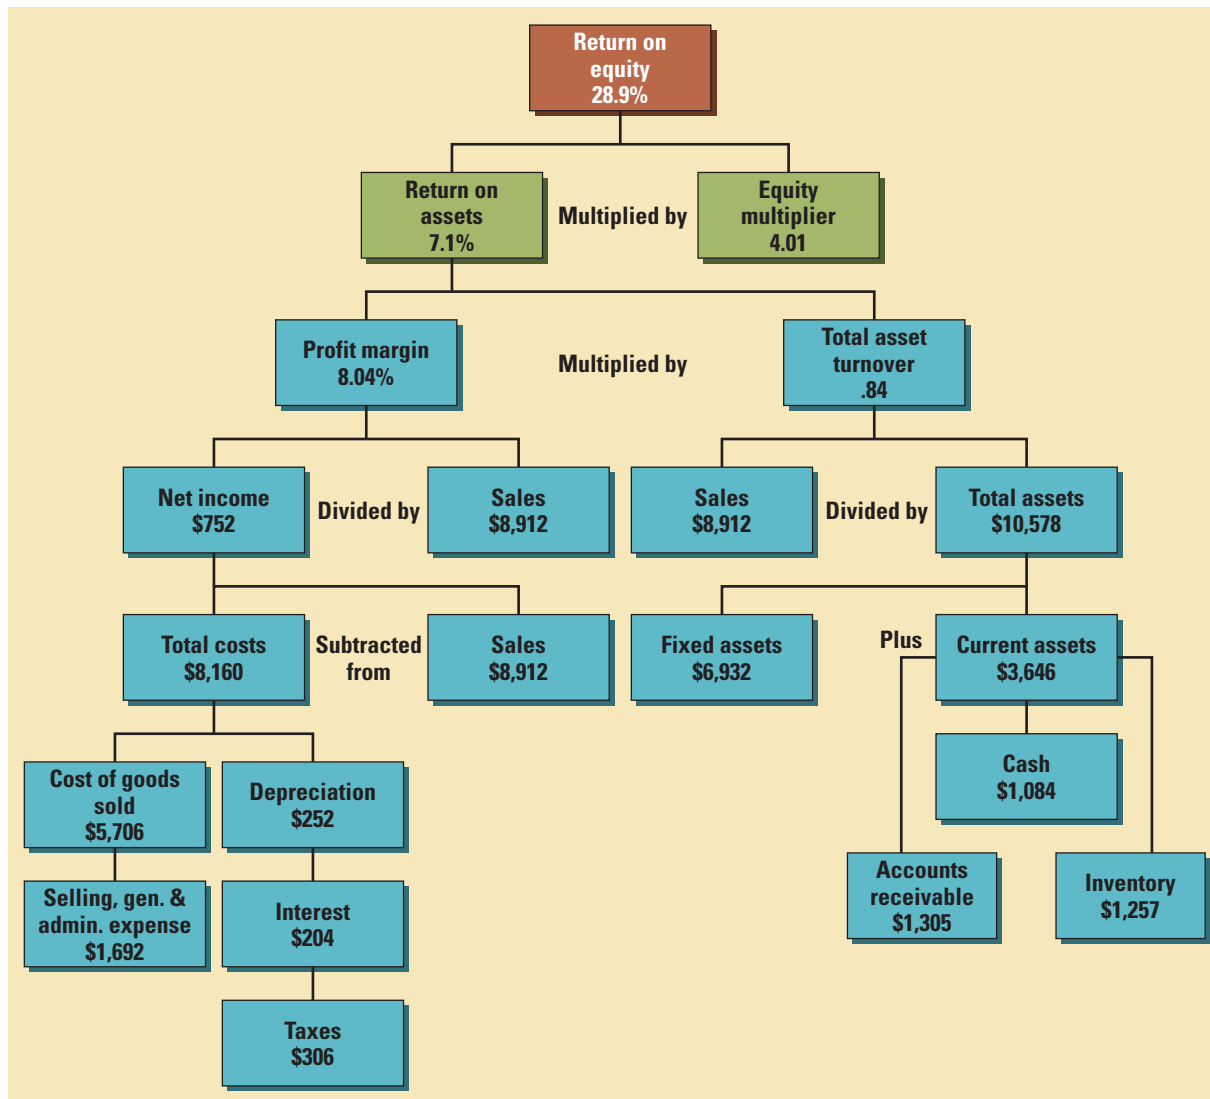 Return on
equity
28.9%
Return on
assets
7.1%
Multiplied by
Equity
multiplier
4.01
Profit margin
8.04%
Multiplied by
Total asset
turnover
.84
Net income
$752
Divided by
Sales
$8,912
Sales
$8,912
Divided by
Total assets
$10,578
Total costs
$8,160
Subtracted
from
Sales
$8,912
Fixed assets
$6,932
Plus
Current assets
$3,646
Cost of goods
sold
$5,706
Depreciation
$252
Cash
$1,084
Selling, gen. &
admin. expense
$1,692
Interest
$204
Accounts
receivable
$1,305
Inventory
$1,257
Taxes
$306